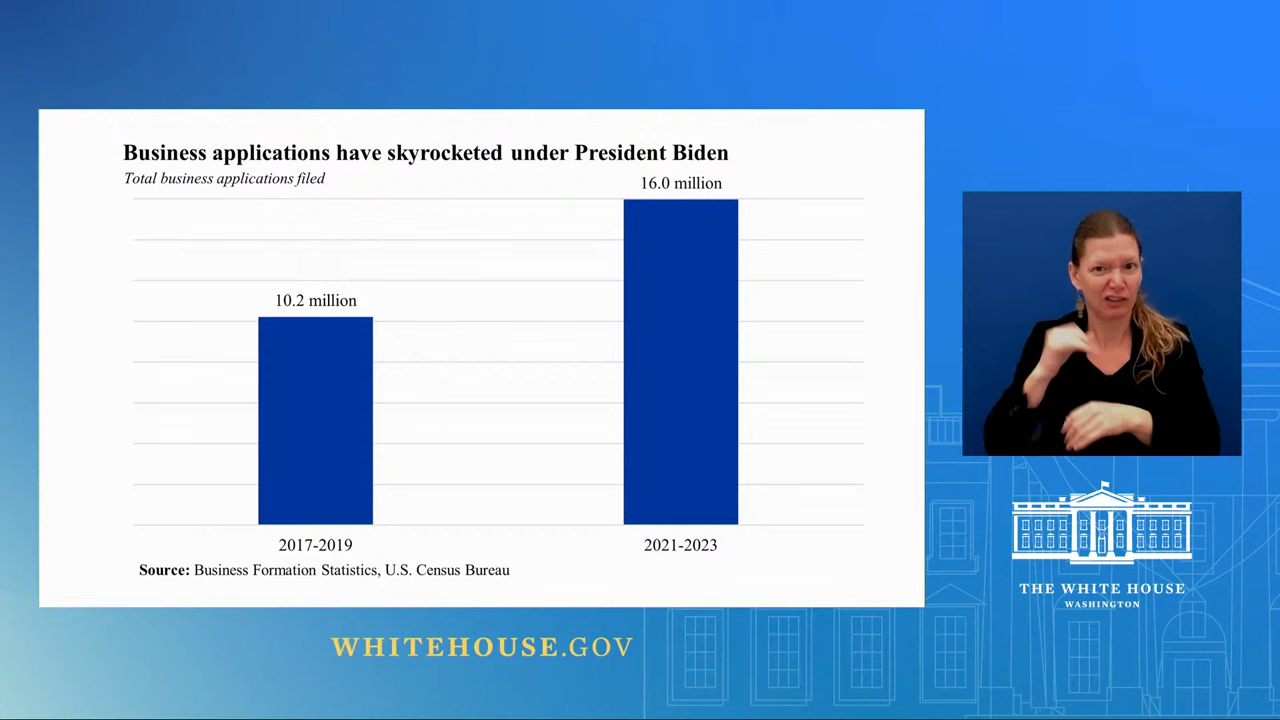 Business applications have skyrocketed under President Biden
Total business applications filed
16.0 million
10.2 million
2017-2019
2021-2023
Source: Business Formation Statistics, U.S. Census Bureau
THE WHITE HOUSE
WASHINGTON
WHITEHOUSE.GOV